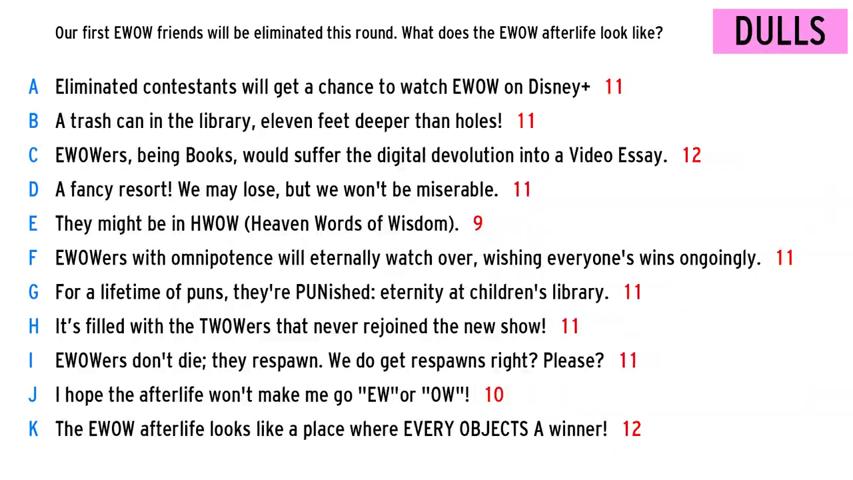 Our first EWOW friends will be eliminated this round. What does the EWOW afterlife look like?
DULLS
A Eliminated contestants will get a chance to watch EWOW on Disney+ 11
B A trash can in the library, eleven feet deeper than holes! 11
C EWOWers, being Books, would suffer the digital devolution into a Video Essay. 12
D A fancy resort! We may lose, but we won't be miserable. 11
E They might be in HWOW (Heaven Words of Wisdom). 9
F EWOWers with omnipotence will eternally watch over, wishing everyone's wins ongoingly. 11
G For a lifetime of puns, they're PUNished: eternity at children's library. 11
H It’s filled with the TWOWers that never rejoined the new show! 11
I EWOWers don't die; they respawn. We do get respawns right? Please? 11
J I hope the afterlife won't make me go "EW"or "OW"! 10
K The EWOW afterlife looks like a place where EVERY OBJECTS A winner! 12